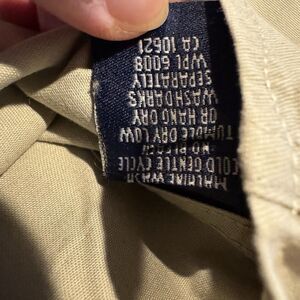 MACHINE WASH
COLD GENTLE CYCLE
NO BLEACH
TUMBLE DRY LOW
OR HANG DRY
WASH DARKS
SEPARATELY
WPL 6008
CA 10521